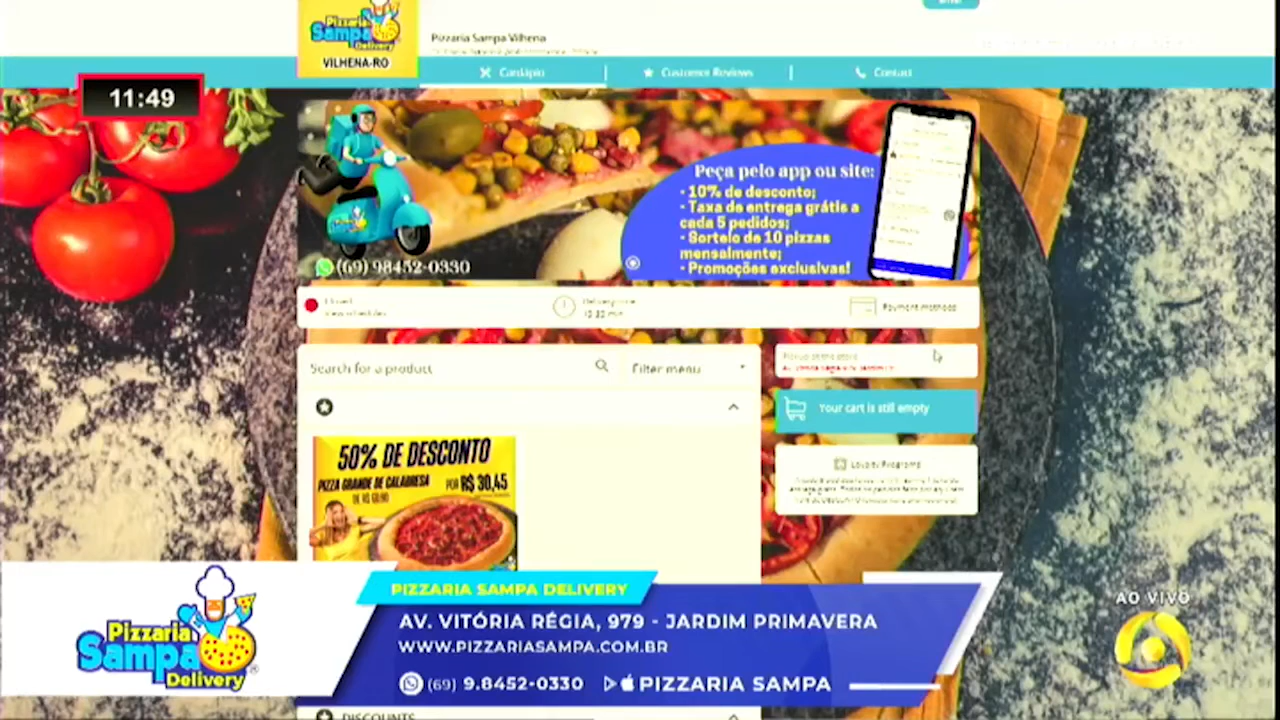 Pizzaria
Sampa
Delivery
VILHENA-RO
Pizzaria Sampa Vilhena
Cardápio
Customer Reviews
Contact
11:49
Peça pelo app ou site:
- 10% de desconto;
- Taxa de entrega grátis a
cada 5 pedidos;
- Sorteio de 10 pizzas
mensalmente;
- Promoções exclusivas!
(69) 98452-0330
Payment methods
Search for a product
Filter menu
Pickup at the store
Your cart is still empty
Loyalty Programs
50% DE DESCONTO
PIZZA GRANDE DE CALABRESA
POR R$ 30,45
PIZZARIA SAMPA DELIVERY
AV. VITÓRIA RÉGIA, 979 - JARDIM PRIMAVERA
WWW.PIZZARIASAMPA.COM.BR
(69) 9.8452-0330 PIZZARIA SAMPA
Pizzaria
Sampa
Delivery
AO VIVO
DISCOUNTS